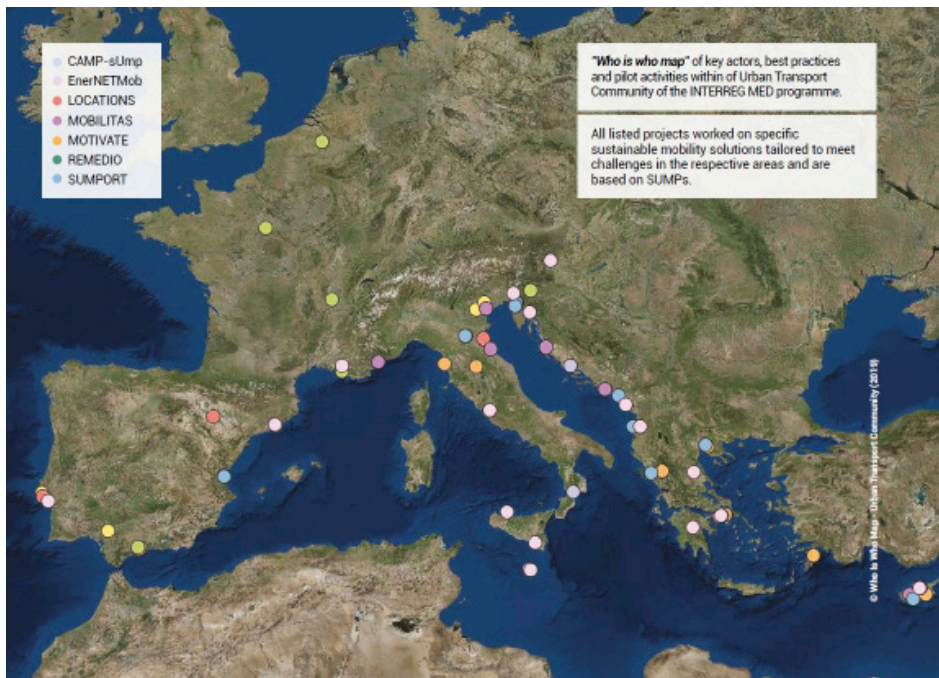 CAMP-sUmp
EnerNETMob
LOCATIONS
MOBILITAS
MOTIVATE
REMEDIO
SUMPORT
"Who is who map" of key actors, best practices
and pilot activities within of Urban Transport
Community of the INTERREG MED programme.
All listed projects worked on specific
sustainable mobility solutions tailored to meet
challenges in the respective areas and are
based on SUMPs.
© Who Is Who Map - Urban Transport Community (2019)